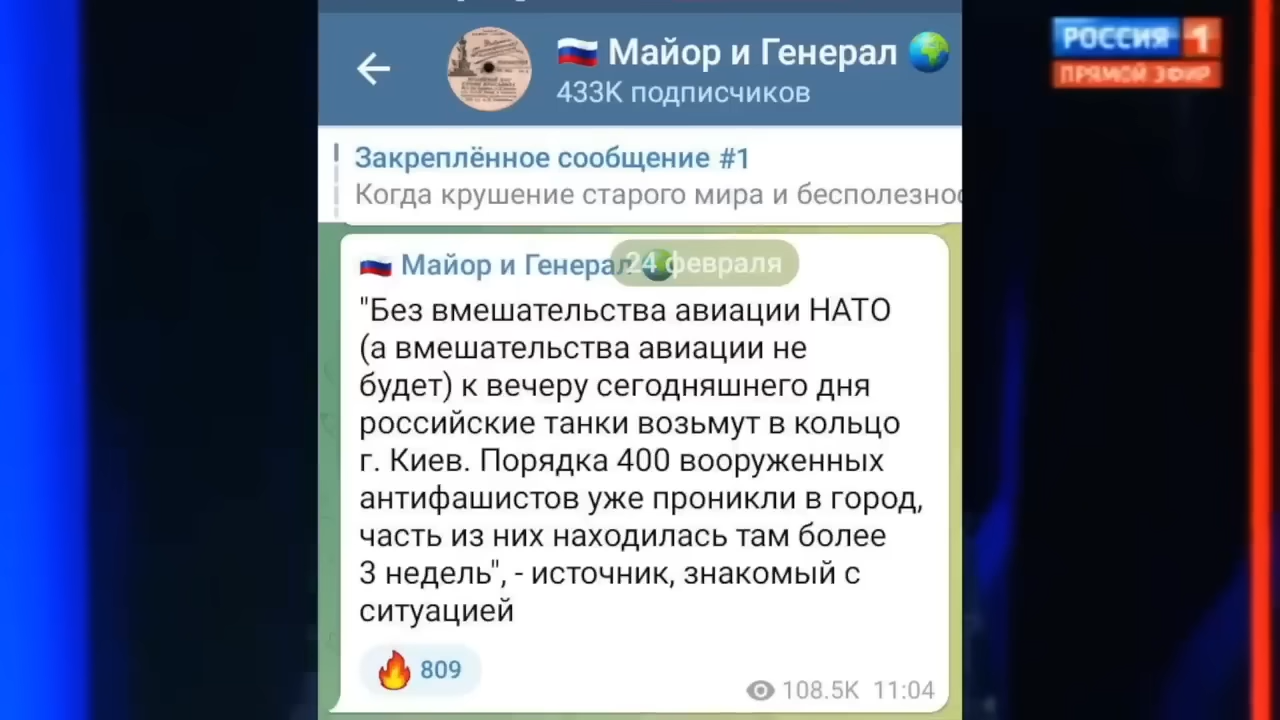 РОССИЯ 1
ПРЯМОЙ ЭФИР
🇷🇺 Майор и Генерал 🌍
433K подписчиков
Закреплённое сообщение #1
Когда крушение старого мира и бесполезнос
24 февраля
🇷🇺 Майор и Генерал
"Без вмешательства авиации НАТО
(а вмешательства авиации не
будет) к вечеру сегодняшнего дня
российские танки возьмут в кольцо
г. Киев. Порядка 400 вооруженных
антифашистов уже проникли в город,
часть из них находилась там более
3 недель", - источник, знакомый с
ситуацией
🔥 809
108.5K 11:04